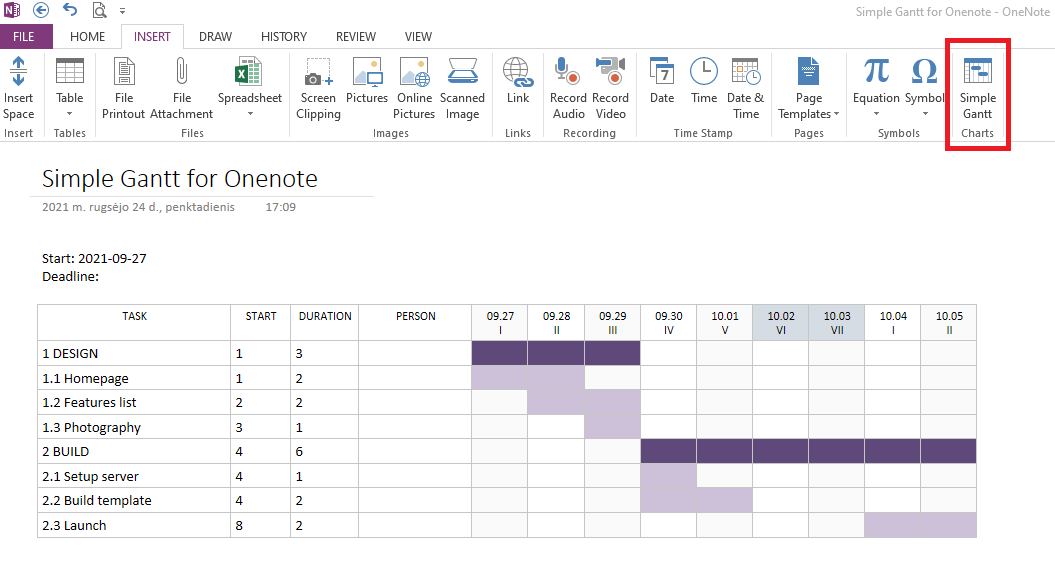 Simple Gantt for Onenote - OneNote
FILE HOME INSERT DRAW HISTORY REVIEW VIEW
Insert Space
Table
File Printout
File Attachment
Spreadsheet
Screen Clipping
Pictures
Online Pictures
Scanned Image
Link
Record Audio
Record Video
Date
Time
Date & Time
Page Templates
Equation
Symbol
Simple Gantt
Insert Tables Files Images Links Recording Time Stamp Pages Symbols Charts
Simple Gantt for Onenote
2021 m. rugsėjo 24 d., penktadienis 17:09
Start: 2021-09-27
Deadline:
TASK START DURATION PERSON 09.27 09.28 09.29 09.30 10.01 10.02 10.03 10.04 10.05
I II III IV V VI VII I II
1 DESIGN 1 3
1.1 Homepage 1 2
1.2 Features list 2 2
1.3 Photography 3 1
2 BUILD 4 6
2.1 Setup server 4 1
2.2 Build template 4 2
2.3 Launch 8 2